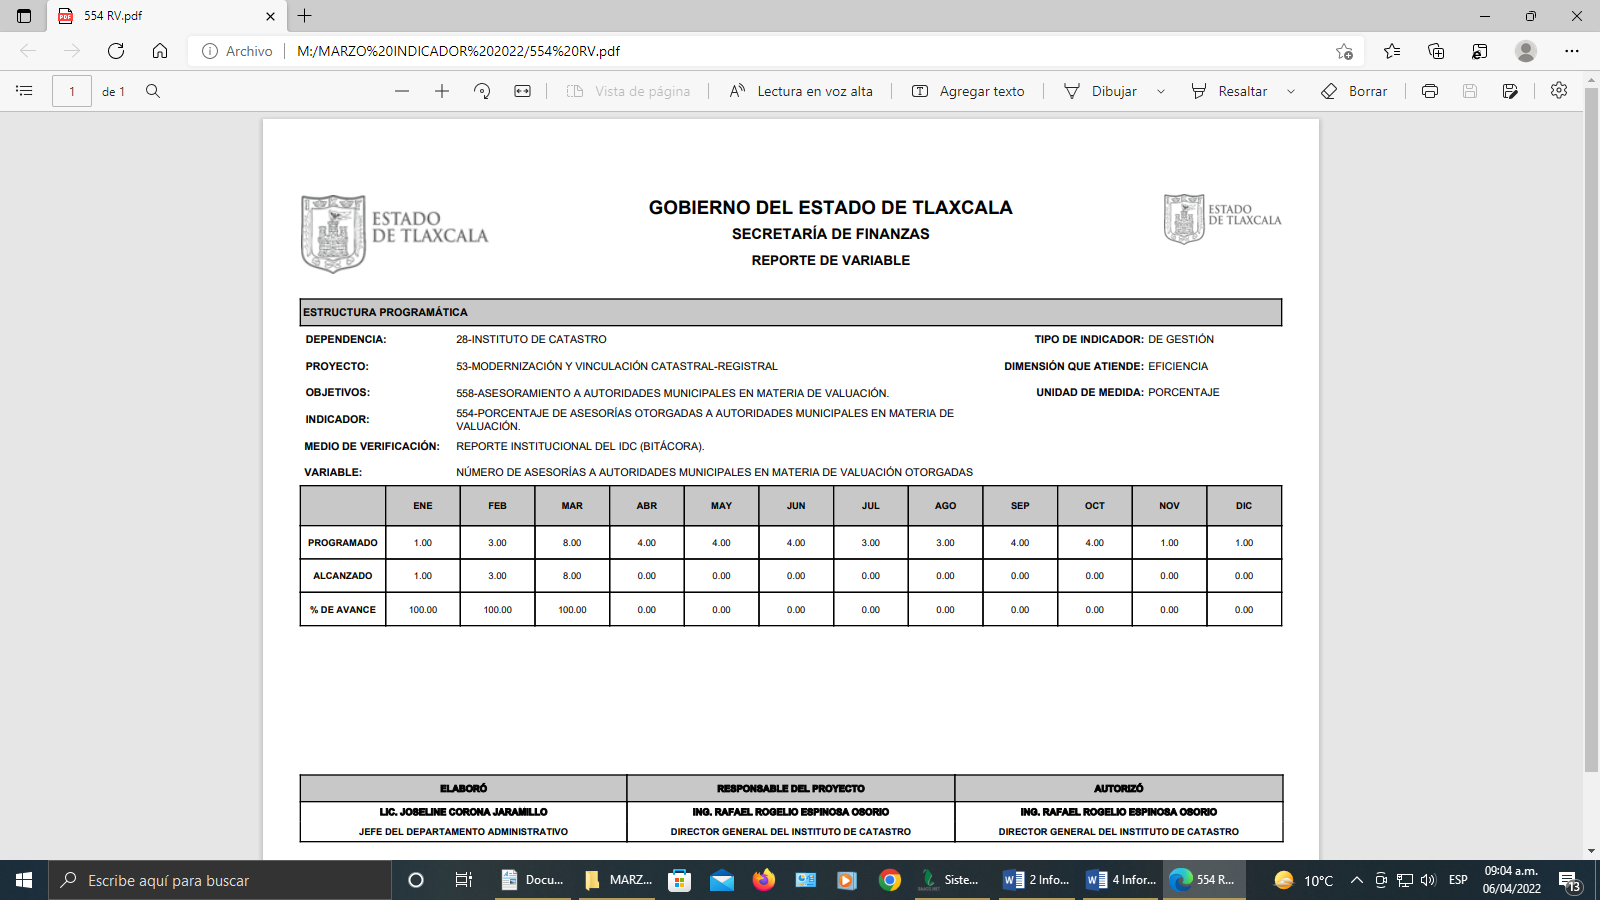 554 RV.pdf
Archivo
M:/MARZO%20INDICADOR%202022/554%20RV.pdf
1 de 1
Vista de página
Lectura en voz alta
Agregar texto
Dibujar
Resaltar
Borrar
ESTADO DE TLAXCALA
GOBIERNO DEL ESTADO DE TLAXCALA
SECRETARÍA DE FINANZAS
REPORTE DE VARIABLE
ESTADO DE TLAXCALA
ESTRUCTURA PROGRAMÁTICA
DEPENDENCIA: 28-INSTITUTO DE CATASTRO TIPO DE INDICADOR: DE GESTIÓN
PROYECTO: 53-MODERNIZACIÓN Y VINCULACIÓN CATASTRAL-REGISTRAL DIMENSIÓN QUE ATIENDE: EFICIENCIA
OBJETIVOS: 558-ASESORAMIENTO A AUTORIDADES MUNICIPALES EN MATERIA DE VALUACIÓN. UNIDAD DE MEDIDA: PORCENTAJE
INDICADOR: 554-PORCENTAJE DE ASESORÍAS OTORGADAS A AUTORIDADES MUNICIPALES EN MATERIA DE
VALUACIÓN.
MEDIO DE VERIFICACIÓN: REPORTE INSTITUCIONAL DEL IDC (BITÁCORA).
VARIABLE: NÚMERO DE ASESORÍAS A AUTORIDADES MUNICIPALES EN MATERIA DE VALUACIÓN OTORGADAS
ENE FEB MAR ABR MAY JUN JUL AGO SEP OCT NOV DIC
PROGRAMADO 1.00 3.00 8.00 4.00 4.00 4.00 3.00 3.00 4.00 4.00 1.00 1.00
ALCANZADO 1.00 3.00 8.00 0.00 0.00 0.00 0.00 0.00 0.00 0.00 0.00 0.00
% DE AVANCE 100.00 100.00 100.00 0.00 0.00 0.00 0.00 0.00 0.00 0.00 0.00 0.00
ELABORÓ RESPONSABLE DEL PROYECTO AUTORIZÓ
LIC. JOSELINE CORONA JARAMILLO ING. RAFAEL ROGELIO ESPINOSA OSORIO ING. RAFAEL ROGELIO ESPINOSA OSORIO
JEFE DEL DEPARTAMENTO ADMINISTRATIVO DIRECTOR GENERAL DEL INSTITUTO DE CATASTRO DIRECTOR GENERAL DEL INSTITUTO DE CATASTRO
Escribe aquí para buscar
Docu...
MARZ...
Siste...
2 Info...
4 Infor...
554 R...
10°C
ESP
09:04 a.m.
06/04/2022
13